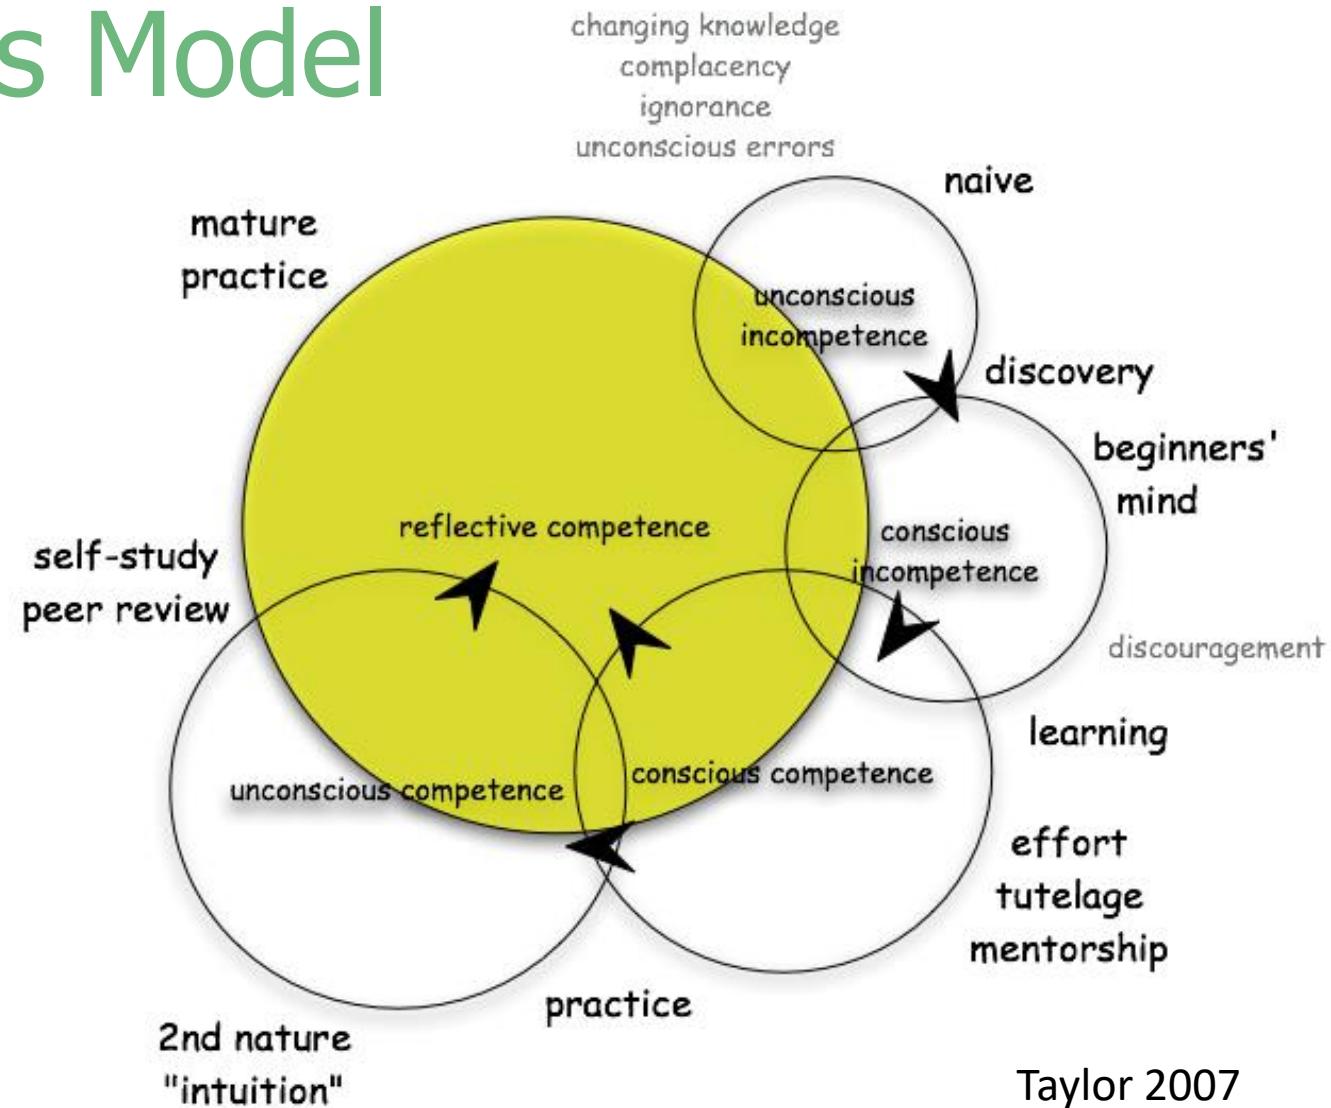 s Model
changing knowledge
complacency
ignorance
unconscious errors
naive
mature
practice
unconscious
incompetence
discovery
beginners'
mind
reflective competence
conscious
incompetence
self-study
peer review
discouragement
learning
unconscious competence
conscious competence
effort
tutelage
mentorship
practice
2nd nature
"intuition"
Taylor 2007